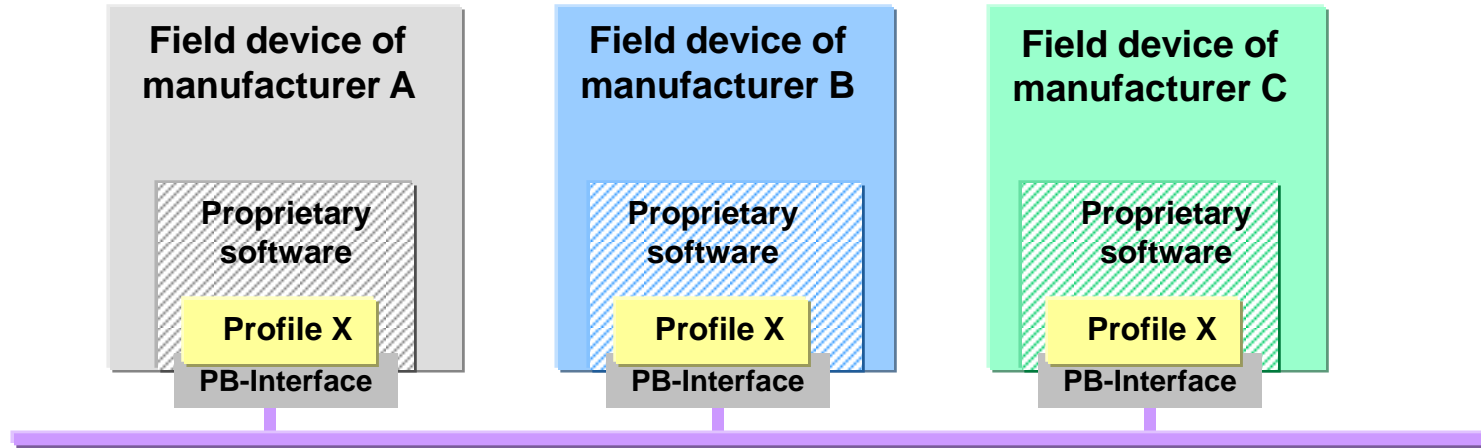 Field device of
manufacturer A
Proprietary
software
Profile X
PB-Interface
Field device of
manufacturer B
Proprietary
software
Profile X
PB-Interface
Field device of
manufacturer C
Proprietary
software
Profile X
PB-Interface